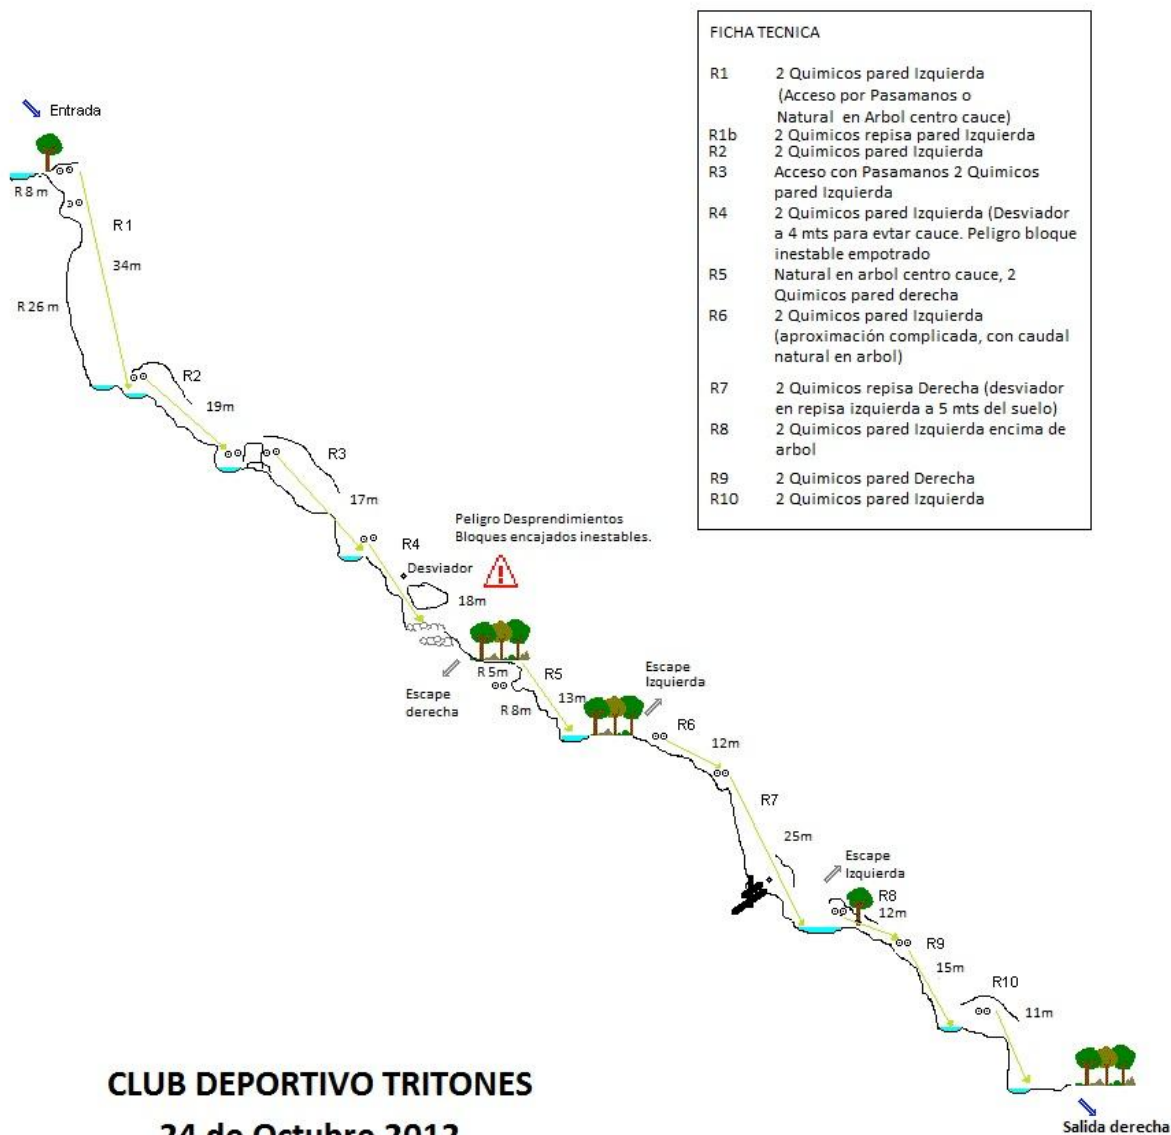 FICHA TECNICA
R1 2 Quimicos pared Izquierda
(Acceso por Pasamanos o
Natural en Arbol centro cauce)
R1b 2 Quimicos repisa pared Izquierda
R2 2 Quimicos pared Izquierda
R3 Acceso con Pasamanos 2 Quimicos
pared Izquierda
R4 2 Quimicos pared Izquierda (Desviador
a 4 mts para evtar cauce. Peligro bloque
inestable empotrado
R5 Natural en arbol centro cauce, 2
Quimicos pared derecha
R6 2 Quimicos pared Izquierda
(aproximación complicada, con caudal
natural en arbol)
R7 2 Quimicos repisa Derecha (desviador
en repisa izquierda a 5 mts del suelo)
R8 2 Quimicos pared Izquierda encima de
arbol
R9 2 Quimicos pared Derecha
R10 2 Quimicos pared Izquierda
Entrada
R 8 m
R1
34m
R 26 m
R2
19m
R3
17m
Peligro Desprendimientos
Bloques encajados inestables.
R4
Desviador
18m
R 5m
R5
13m
Escape
derecha
R 8m
Escape
Izquierda
R6
12m
R7
25m
Escape
Izquierda
R8
12m
R9
15m
R10
11m
CLUB DEPORTIVO TRITONES
24 de Octubre 2012
Salida derecha